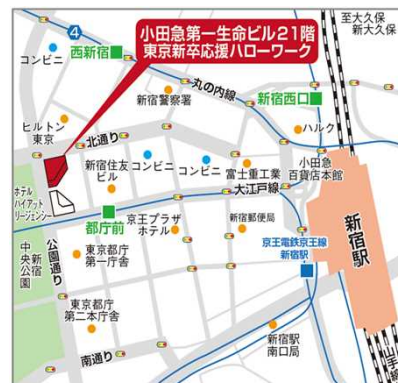 小田急第一生命ビル21階
東京新卒応援ハローワーク
至大久保
新大久保
4
西新宿
コンビニ
丸の内線
新宿西口
新宿警察署
ヒルトン
東京
北通り
ハルク
小田急
百貨店本館
新宿住友
ビル
コンビニ
コンビニ
富士重工業
大江戸線
ホテル
ハイアット
リージェンシー
都庁前
京王プラザ
ホテル
新宿郵便局
新宿駅
京王電鉄京王線
新宿駅
新宿
中央公園
公園通り
東京都庁
第一庁舎
東京都庁
第二本庁舎
南通り
新宿駅
南口局
山手線